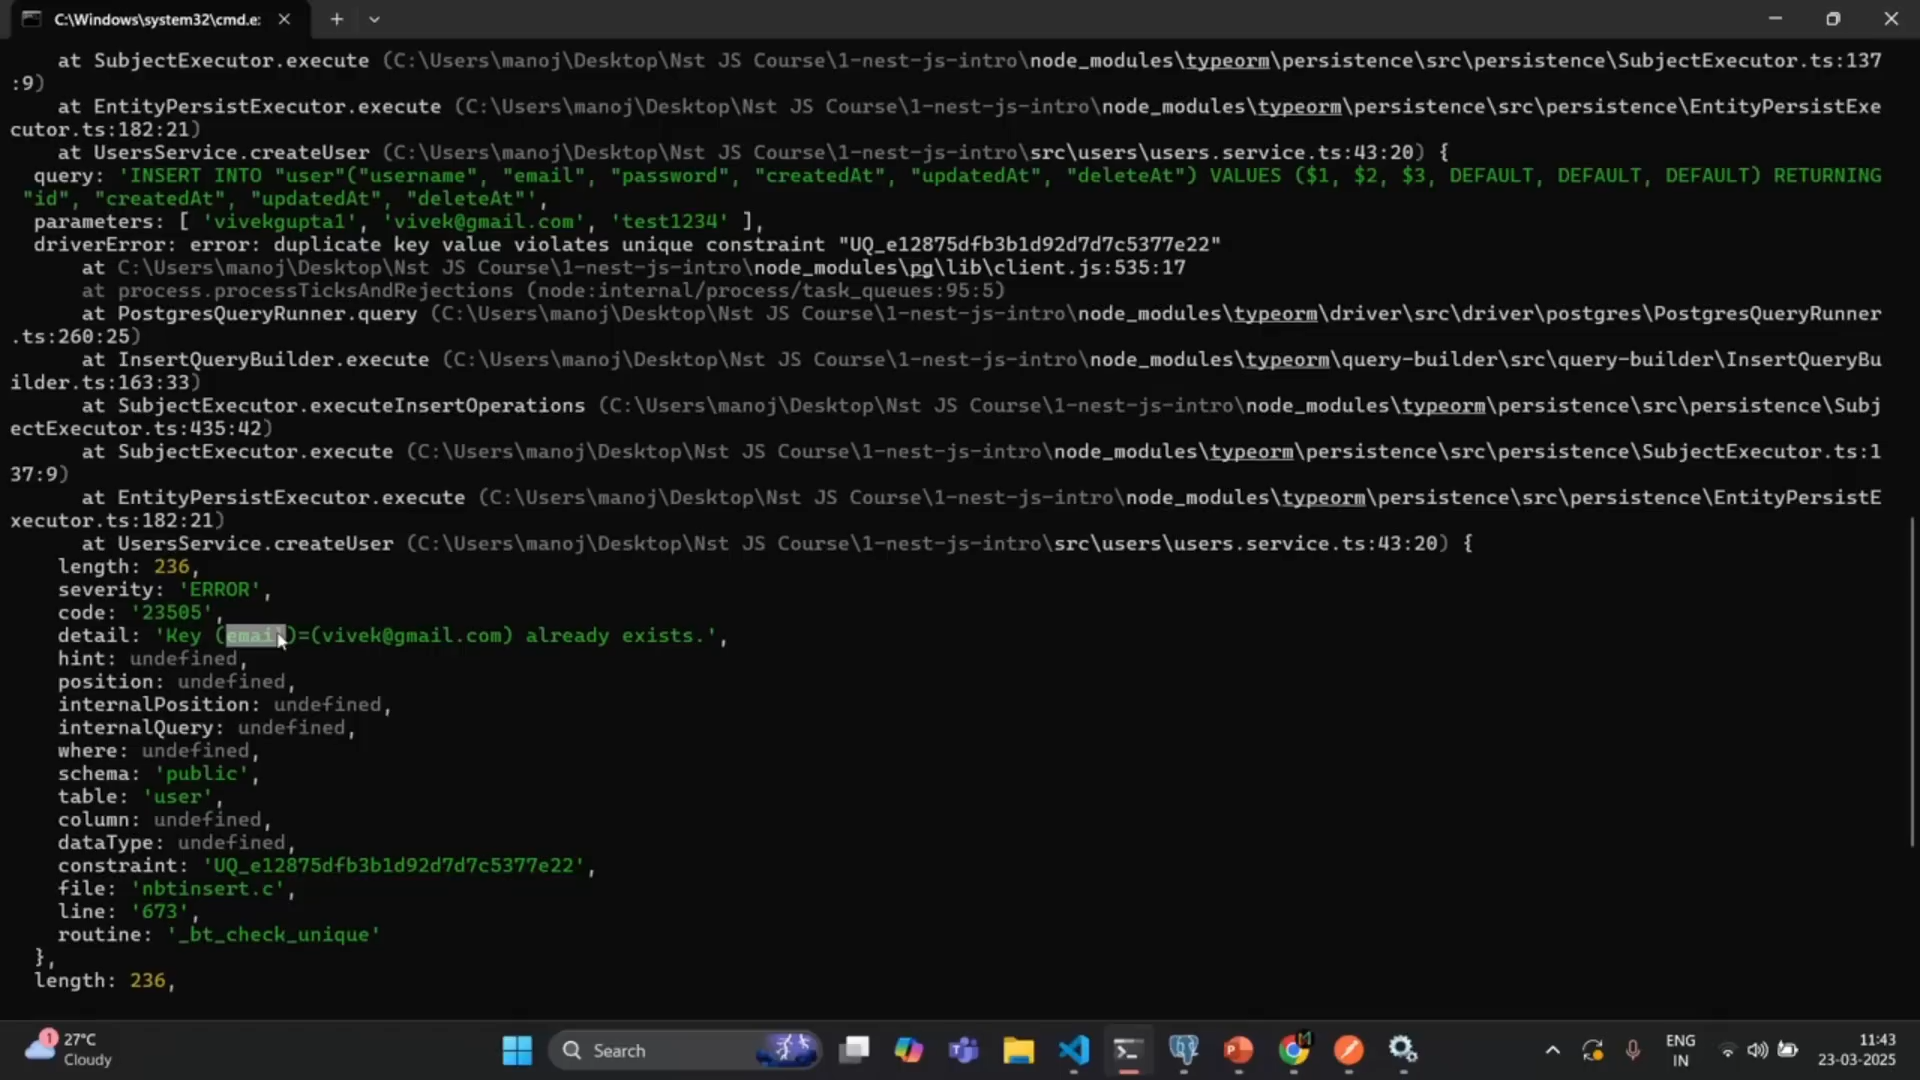 C:\Windows\system32\cmd.e:
at SubjectExecutor.execute (C:\Users\manoj\Desktop\Nst JS Course\1-nest-js-intro\node_modules\typeorm\persistence\src\persistence\SubjectExecutor.ts:137
:9)
at EntityPersistExecutor.execute (C:\Users\manoj\Desktop\Nst JS Course\1-nest-js-intro\node_modules\typeorm\persistence\src\persistence\EntityPersistExe
cutor.ts:182:21)
at UsersService.createUser (C:\Users\manoj\Desktop\Nst JS Course\1-nest-js-intro\src\users\users.service.ts:43:20) {
query: 'INSERT INTO "user"("username", "email", "password", "createdAt", "updatedAt", "deleteAt") VALUES ($1, $2, $3, DEFAULT, DEFAULT, DEFAULT) RETURNING
"id", "createdAt", "updatedAt", "deleteAt"',
parameters: [ 'vivekgupta1', 'vivek@gmail.com', 'test1234' ],
driverError: error: duplicate key value violates unique constraint "UQ_e12875dfb3b1d92d7d7c5377e22"
at C:\Users\manoj\Desktop\Nst JS Course\1-nest-js-intro\node_modules\pg\lib\client.js:535:17
at process.processTicksAndRejections (node:internal/process/task_queues:95:5)
at PostgresQueryRunner.query (C:\Users\manoj\Desktop\Nst JS Course\1-nest-js-intro\node_modules\typeorm\driver\src\driver\postgres\PostgresQueryRunner
.ts:260:25)
at InsertQueryBuilder.execute (C:\Users\manoj\Desktop\Nst JS Course\1-nest-js-intro\node_modules\typeorm\query-builder\src\query-builder\InsertQueryBu
ilder.ts:163:33)
at SubjectExecutor.executeInsertOperations (C:\Users\manoj\Desktop\Nst JS Course\1-nest-js-intro\node_modules\typeorm\persistence\src\persistence\Subj
ectExecutor.ts:435:42)
at SubjectExecutor.execute (C:\Users\manoj\Desktop\Nst JS Course\1-nest-js-intro\node_modules\typeorm\persistence\src\persistence\SubjectExecutor.ts:1
37:9)
at EntityPersistExecutor.execute (C:\Users\manoj\Desktop\Nst JS Course\1-nest-js-intro\node_modules\typeorm\persistence\src\persistence\EntityPersistE
xecutor.ts:182:21)
at UsersService.createUser (C:\Users\manoj\Desktop\Nst JS Course\1-nest-js-intro\src\users\users.service.ts:43:20) {
length: 236,
severity: 'ERROR',
code: '23505',
detail: 'Key (email)=(vivek@gmail.com) already exists.',
hint: undefined,
position: undefined,
internalPosition: undefined,
internalQuery: undefined,
where: undefined,
schema: 'public',
table: 'user',
column: undefined,
dataType: undefined,
constraint: 'UQ_e12875dfb3b1d92d7d7c5377e22',
file: 'nbtinsert.c',
line: '673',
routine: '_bt_check_unique'
},
length: 236,
1
27°C
Cloudy
Search
ENG
IN
11:43
23-03-2025